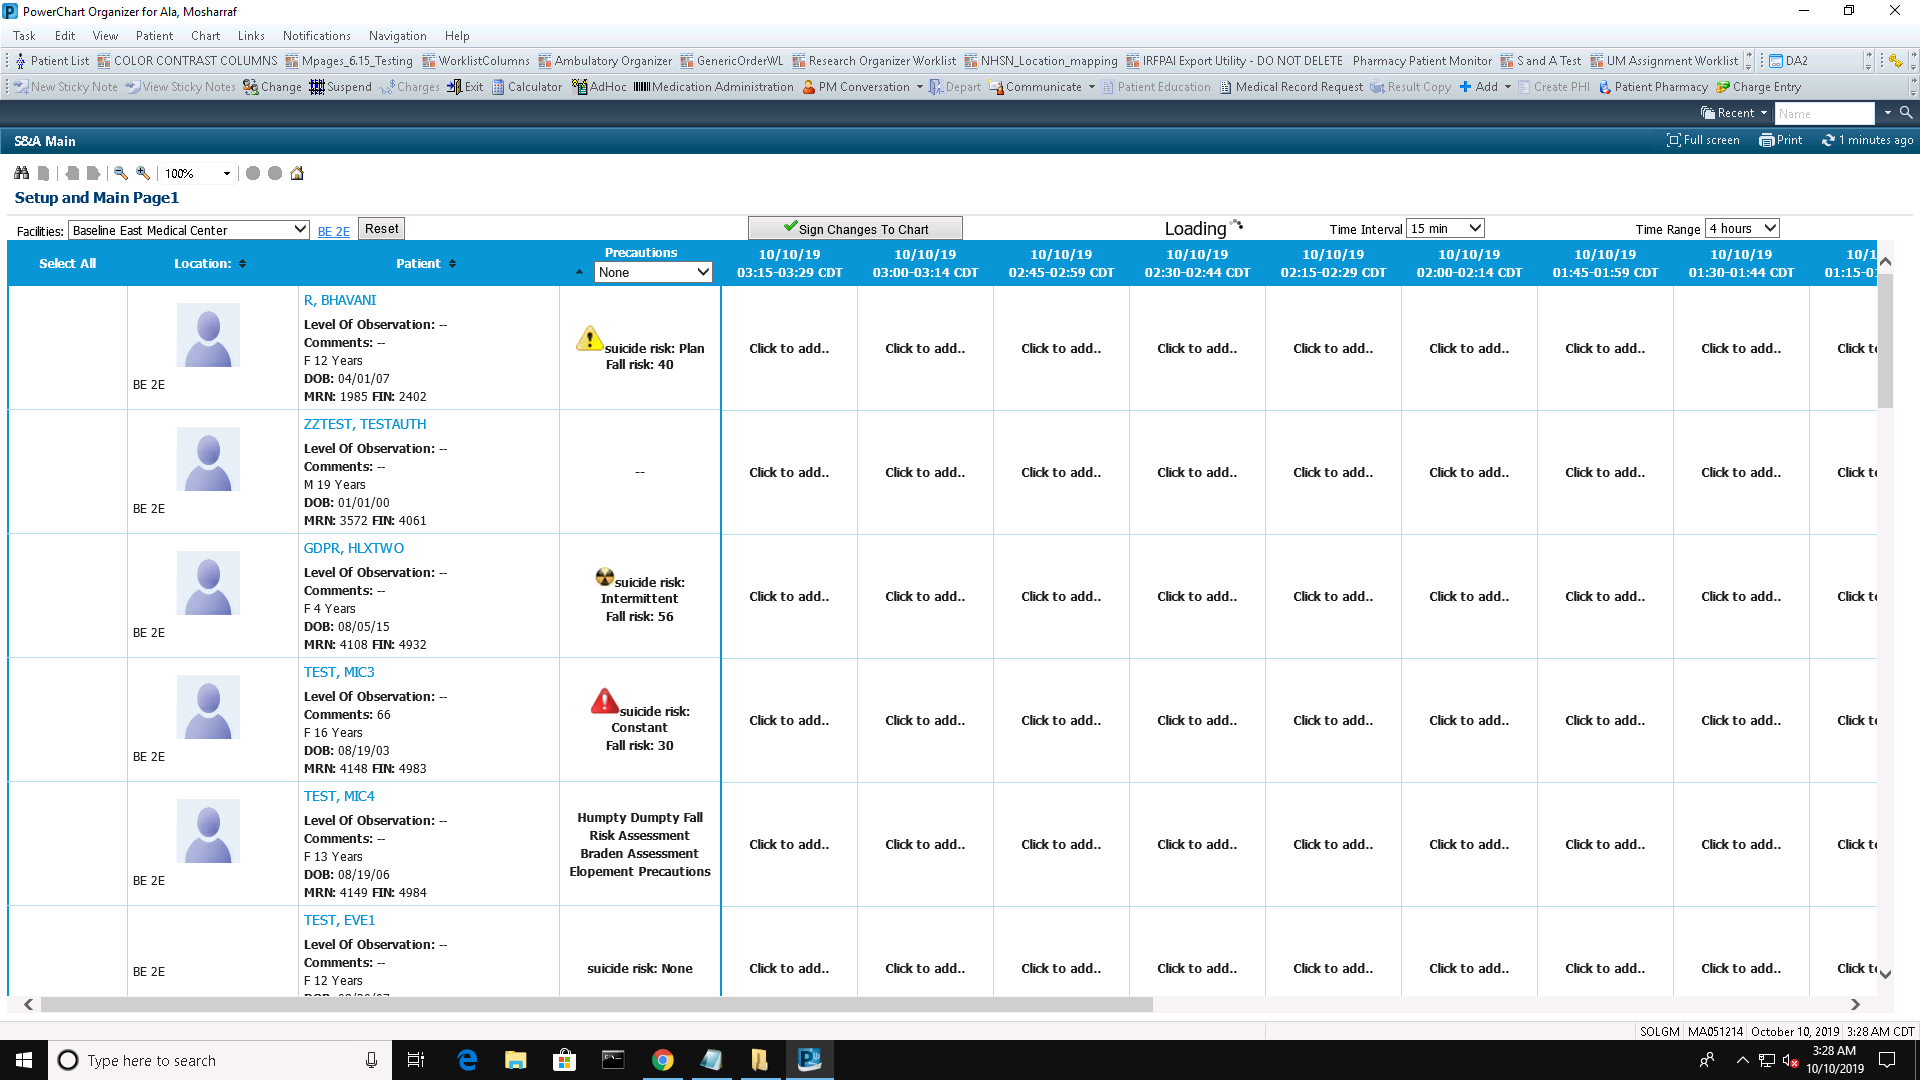 PowerChart Organizer for Ala, Mosharraf
Task Edit View Patient Chart Links Notifications Navigation Help
Patient List COLOR CONTRAST COLUMNS Mpages_6.15_Testing WorklistColumns Ambulatory Organizer GenericOrderWL Research Organizer Worklist NHSN_Location_mapping IRFPAI Export Utility - DO NOT DELETE Pharmacy Patient Monitor S and A Test UM Assignment Worklist DA2
New Sticky Note View Sticky Notes Change Suspend Charges Exit Calculator AdHoc Medication Administration PM Conversation Depart Communicate Patient Education Medical Record Request Result Copy Add Create PHI Patient Pharmacy Charge Entry
Recent Name
S&A Main Full screen Print 1 minutes ago
100%
Setup and Main Page1
Facilities: Baseline East Medical Center BE 2E Reset Sign Changes To Chart Loading Time Interval 15 min Time Range 4 hours
Select All Location: Patient Precautions None
10/10/19 10/10/19 10/10/19 10/10/19 10/10/19 10/10/19 10/10/19 10/10/19 10/1
03:15-03:29 CDT 03:00-03:14 CDT 02:45-02:59 CDT 02:30-02:44 CDT 02:15-02:29 CDT 02:00-02:14 CDT 01:45-01:59 CDT 01:30-01:44 CDT 01:15-0
BE 2E
R, BHAVANI
Level Of Observation: --
Comments: --
F 12 Years
DOB: 04/01/07
MRN: 1985 FIN: 2402
suicide risk: Plan
Fall risk: 40
Click to add.. Click to add.. Click to add.. Click to add.. Click to add.. Click to add.. Click to add.. Click to add.. Click to
BE 2E
ZZTEST, TESTAUTH
Level Of Observation: --
Comments: --
M 19 Years
DOB: 01/01/00
MRN: 3572 FIN: 4061
--
Click to add.. Click to add.. Click to add.. Click to add.. Click to add.. Click to add.. Click to add.. Click to add.. Click to
BE 2E
GDPR, HLXTWO
Level Of Observation: --
Comments: --
F 4 Years
DOB: 08/05/15
MRN: 4108 FIN: 4932
suicide risk:
Intermittent
Fall risk: 56
Click to add.. Click to add.. Click to add.. Click to add.. Click to add.. Click to add.. Click to add.. Click to add.. Click to
BE 2E
TEST, MIC3
Level Of Observation: --
Comments: 66
F 16 Years
DOB: 08/19/03
MRN: 4148 FIN: 4983
suicide risk:
Constant
Fall risk: 30
Click to add.. Click to add.. Click to add.. Click to add.. Click to add.. Click to add.. Click to add.. Click to add.. Click to
BE 2E
TEST, MIC4
Level Of Observation: --
Comments: --
F 13 Years
DOB: 08/19/06
MRN: 4149 FIN: 4984
Humpty Dumpty Fall
Risk Assessment
Braden Assessment
Elopement Precautions
Click to add.. Click to add.. Click to add.. Click to add.. Click to add.. Click to add.. Click to add.. Click to add.. Click to
BE 2E
TEST, EVE1
Level Of Observation: --
Comments: --
F 12 Years
suicide risk: None
Click to add.. Click to add.. Click to add.. Click to add.. Click to add.. Click to add.. Click to add.. Click to add.. Click to
SOLGM MA051214 October 10, 2019 3:28 AM CDT
Type here to search
3:28 AM
10/10/2019